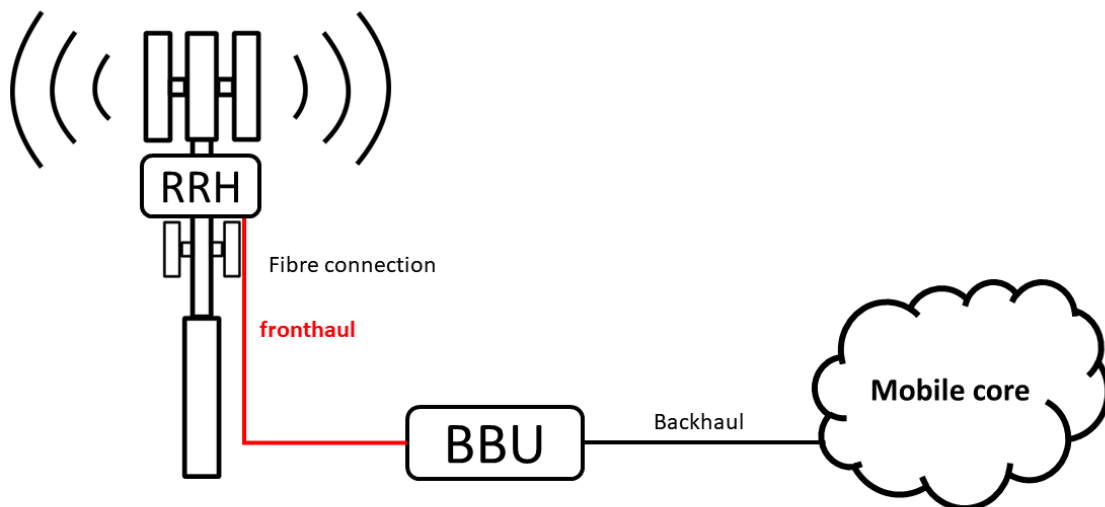 RRH
Fibre connection
fronthaul
BBU
Backhaul
Mobile core